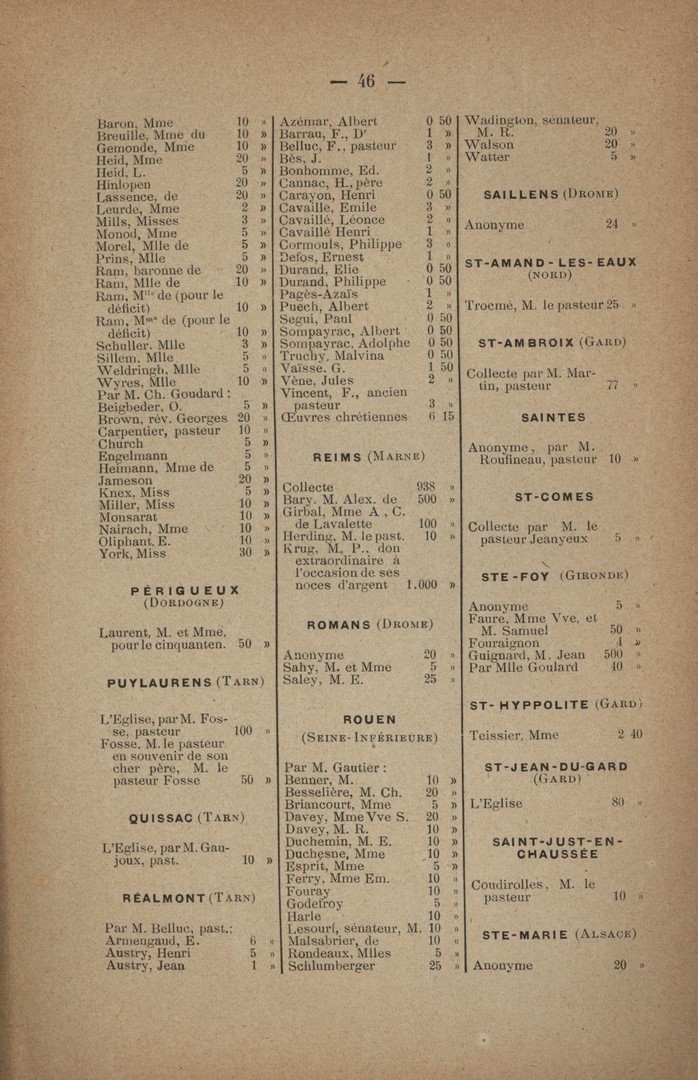 — 46 —
Baron, Mme 10 »
Breuille, Mme du 10 »
Gemonde, Mme 10 »
Heid, Mme 20 »
Heid, L. 5 »
Hinlopen 20 »
Lassence, de 20 »
Leurde, Mme 2 »
Mills, Misses 3 »
Monod, Mme 5 »
Morel, Mlle de 5 »
Prins, Mlle 5 »
Ram, baronne de 20 »
Ram, Mlle de 10 »
Ram, Mlle de (pour le
déficit) 10 »
Ram, Mme de (pour le
déficit) 10 »
Schuller, Mlle 3 »
Sillem, Mlle 5 »
Weldringh, Mlle 5 »
Wyres, Mlle 10 »
Par M. Ch. Goudard :
Beigbeder, O. 5 »
Brown, rév. Georges 20 »
Carpentier, pasteur 10 »
Church 5 »
Engelmann 5 »
Heimann, Mme de 5 »
Jameson 20 »
Knex, Miss 5 »
Miller, Miss 10 »
Monsarat 10 »
Nairach, Mme 10 »
Oliphant, E. 10 »
York, Miss 30 »
PÉRIGUEUX
(DORDOGNE)
Laurent, M. et Mme,
pour le cinquanten. 50 »
PUYLAURENS (TARN)
L'Eglise, par M. Fos-
se, pasteur 100 »
Fosse, M. le pasteur
en souvenir de son
cher père, M. le
pasteur Fosse 50 »
QUISSAC (TARN)
L'Eglise, par M. Gau-
joux, past. 10 »
RÉALMONT (TARN)
Par M. Belluc, past.:
Armengaud, E. 6 »
Austry, Henri 5 »
Austry, Jean 1 »
Azémar, Albert 0 50
Barrau, F., Dr 1 »
Belluc, F., pasteur 3 »
Bès, J. 1 »
Bonhomme, Ed. 2 »
Cannac, H., père 2 »
Carayon, Henri 0 50
Cavaillé, Emile 3 »
Cavaillé, Léonce 2 »
Cavaillé Henri 1 »
Cormouls, Philippe 3 »
Defos, Ernest 1 »
Durand, Elie 0 50
Durand, Philippe 0 50
Pagès-Azaïs 1 »
Puech, Albert 2 »
Segui, Paul 0 50
Sompayrac, Albert 0 50
Sompayrac, Adolphe 0 50
Truchy, Malvina 0 50
Vaïsse. G. 1 50
Vène, Jules 2 »
Vincent, F., ancien
pasteur 3 »
Œuvres chrétiennes 6 15
REIMS (MARNE)
Collecte 938 »
Bary, M. Alex. de 500 »
Girbal, Mme A , C.
de Lavalette 100 »
Herding, M. le past. 10 »
Krug, M. P., don
extraordinaire à
l'occasion de ses
noces d'argent 1.000 »
ROMANS (DROME)
Anonyme 20 »
Sahy, M. et Mme 5 »
Saley, M. E. 25 »
ROUEN
(SEINE-INFÉRIEURE)
Par M. Gautier :
Benner, M. 10 »
Besselière, M. Ch. 20 »
Briancourt, Mme 5 »
Davey, Mme Vve S. 20 »
Davey, M. R. 10 »
Duchemin, M. E. 10 »
Duchesne, Mme 10 »
Esprit, Mme 5 »
Ferry, Mme Em. 10 »
Fouray 10 »
Godefroy 5 »
Harle 10 »
Lesouri, sénateur, M. 10 »
Malsabrier, de 10 »
Rondeaux, Mlles 5 »
Schlumberger 25 »
Wadington, sénateur,
M. R. 20 »
Walson 20 »
Watter 5 »
SAILLENS (DROME)
Anonyme 24 »
ST-AMAND-LES-EAUX
(NORD)
Trocmé, M. le pasteur 25 »
ST-AMBROIX (GARD)
Collecte par M. Mar-
tin, pasteur 77 »
SAINTES
Anonyme, par M.
Roufineau, pasteur 10 »
ST-COMES
Collecte par M. le
pasteur Jeanyeux 5 »
STE-FOY (GIRONDE)
Anonyme 5 »
Faure, Mme Vve, et
M. Samuel 50 »
Fouraignon 4 »
Guignard, M. Jean 500 »
Par Mlle Goulard 40 »
ST-HYPPOLITE (GARD)
Teissier, Mme 2 40
ST-JEAN-DU-GARD
(GARD)
L'Eglise 80 »
SAINT-JUST-EN-
CHAUSSÉE
Coudirolles, M. le
pasteur 10 »
STE-MARIE (ALSACE)
Anonyme 20 »